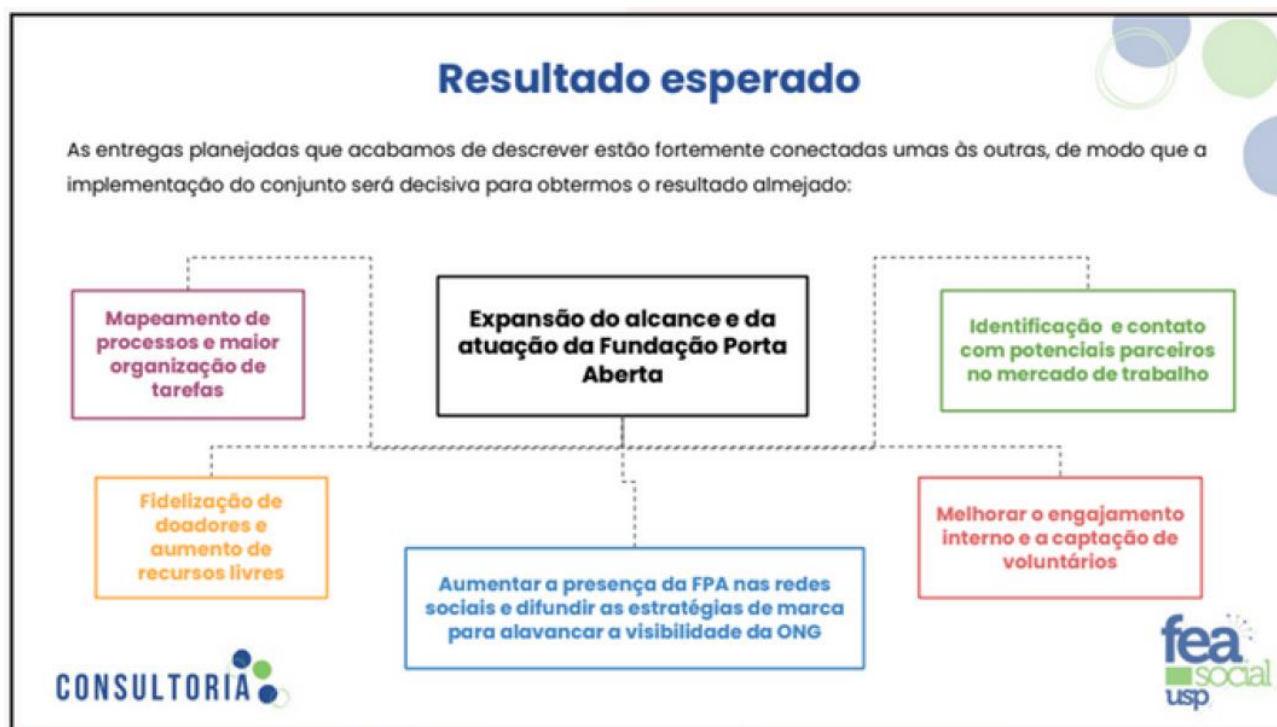 Resultado esperado
As entregas planejadas que acabamos de descrever estão fortemente conectadas umas às outras, de modo que a
implementação do conjunto será decisiva para obtermos o resultado almejado:
Mapeamento de
processos e maior
organização de
tarefas
Expansão do alcance e da
atuação da Fundação Porta
Aberta
Identificação e contato
com potenciais parceiros
no mercado de trabalho
Fidelização de
doadores e
aumento de
recursos livres
Aumentar a presença da FPA nas redes
sociais e difundir as estratégias de marca
para alavancar a visibilidade da ONG
Melhorar o engajamento
interno e a captação de
voluntários
CONSULTORIA
fea
social
usp